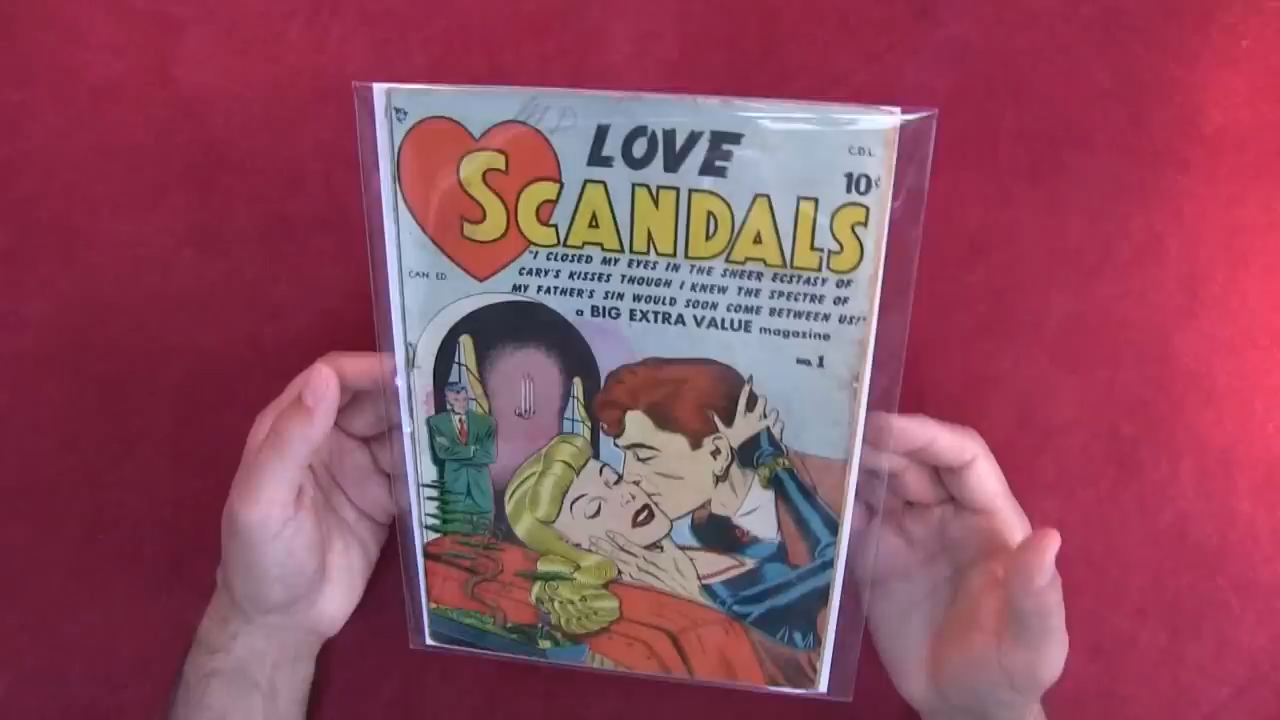 LOVE
C.D.L.
10¢
SCANDALS
CAN. ED.
"I CLOSED MY EYES IN THE SHEER ECSTASY OF
CARY'S KISSES THOUGH I KNEW THE SPECTRE OF
MY FATHER'S SIN WOULD SOON COME BETWEEN US!"
a BIG EXTRA VALUE magazine
no. 1